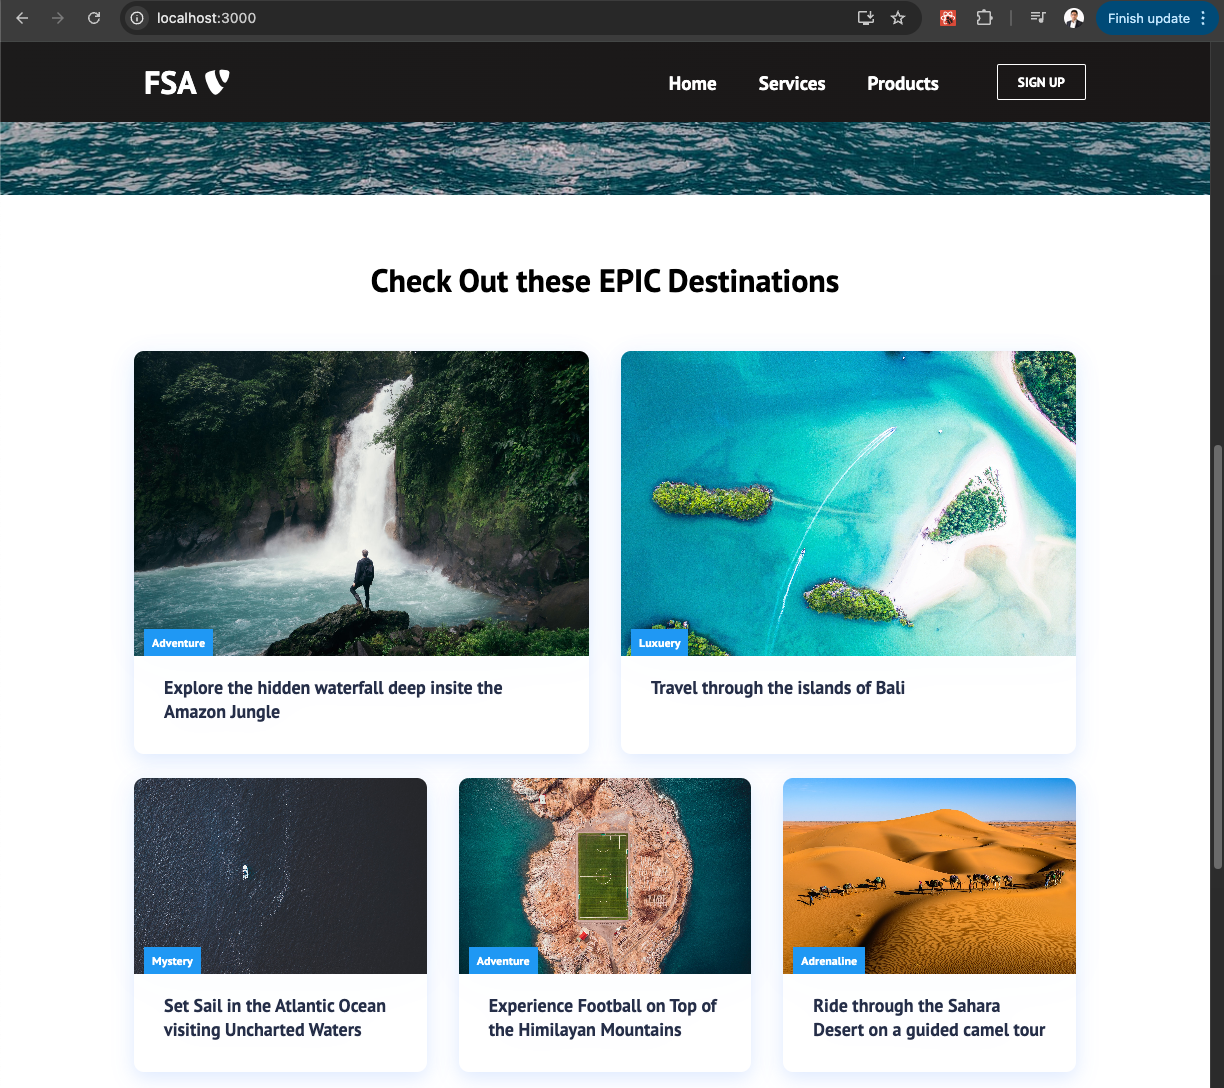 localhost:3000
Finish update
FSA
Home Services Products SIGN UP
Check Out these EPIC Destinations
Adventure
Explore the hidden waterfall deep insite the
Amazon Jungle
Luxuery
Travel through the islands of Bali
Mystery
Set Sail in the Atlantic Ocean
visiting Uncharted Waters
Adventure
Experience Football on Top of
the Himilayan Mountains
Adrenaline
Ride through the Sahara
Desert on a guided camel tour